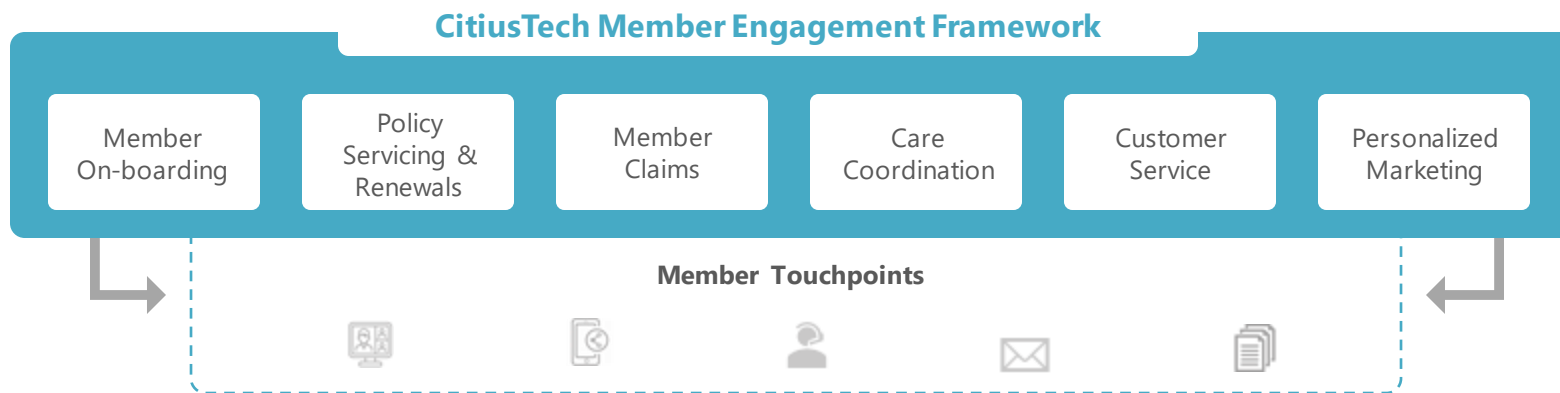 CitiusTech Member Engagement Framework
Member
On-boarding
Policy
Servicing &
Renewals
Member
Claims
Care
Coordination
Customer
Service
Personalized
Marketing
Member Touchpoints